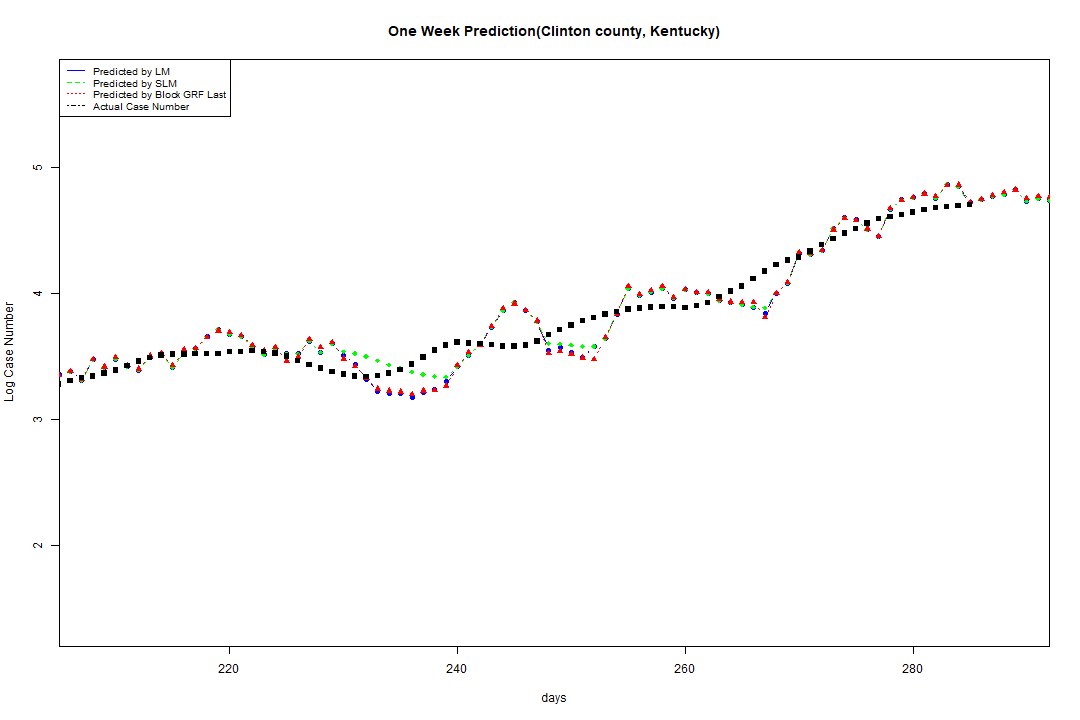 One Week Prediction(Clinton county, Kentucky)
Predicted by LM
Predicted by SLM
Predicted by Block GRF Last
Actual Case Number
5
4
3
2
Log Case Number
220 240 260 280
days